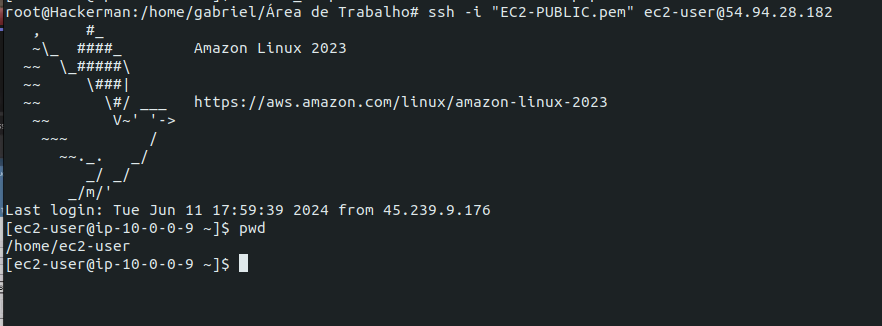 root@Hackerman:/home/gabriel/Área de Trabalho# ssh -i "EC2-PUBLIC.pem" ec2-user@54.94.28.182
   ,     #_
   ~\_  ####_        Amazon Linux 2023
  ~~  \_#####\
  ~~     \###|
  ~~       \#/ ___   https://aws.amazon.com/linux/amazon-linux-2023
   ~~       V~' '->
    ~~~         /
      ~~._.   _/
         _/ _/
       _/m/'
Last login: Tue Jun 11 17:59:39 2024 from 45.239.9.176
[ec2-user@ip-10-0-0-9 ~]$ pwd
/home/ec2-user
[ec2-user@ip-10-0-0-9 ~]$